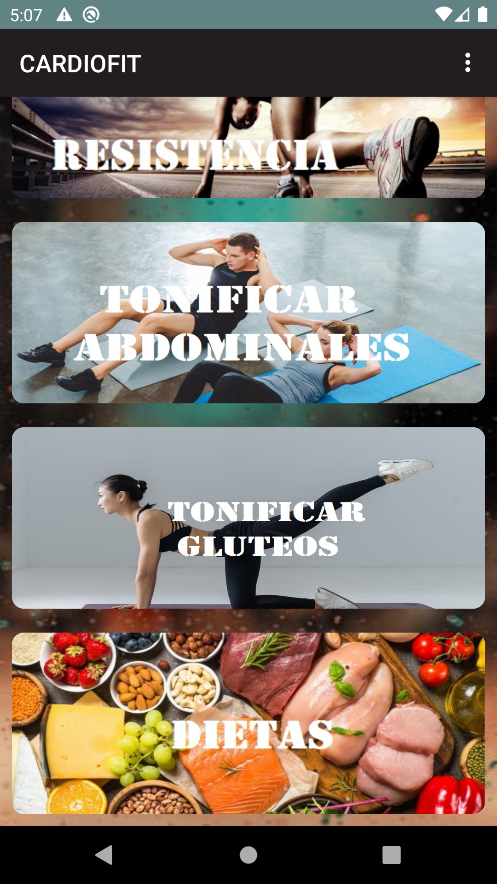 5:07
CARDIOFIT
RESISTENCIA
TONIFICAR
ABDOMINALES
TONIFICAR
GLUTEOS
DIETAS